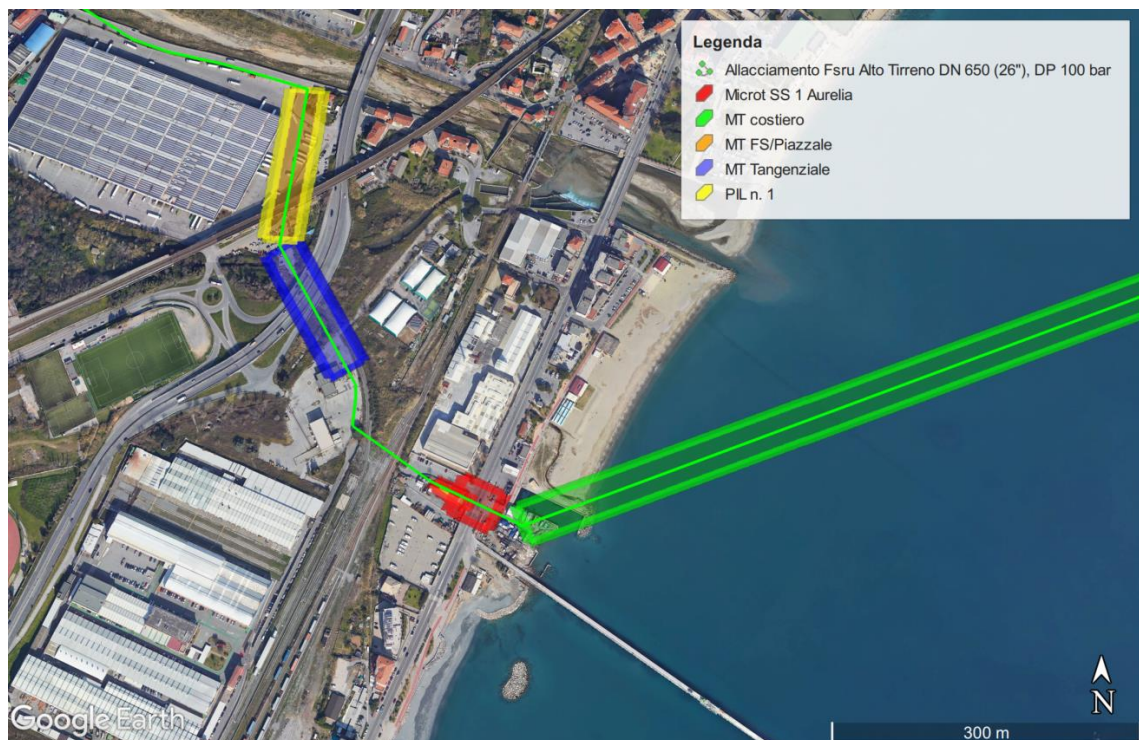 Legenda
Allacciamento Fsru Alto Tirreno DN 650 (26"), DP 100 bar
Microt SS 1 Aurelia
MT costiero
MT FS/Piazzale
MT Tangenziale
PIL n. 1
N
Google Earth
300 m